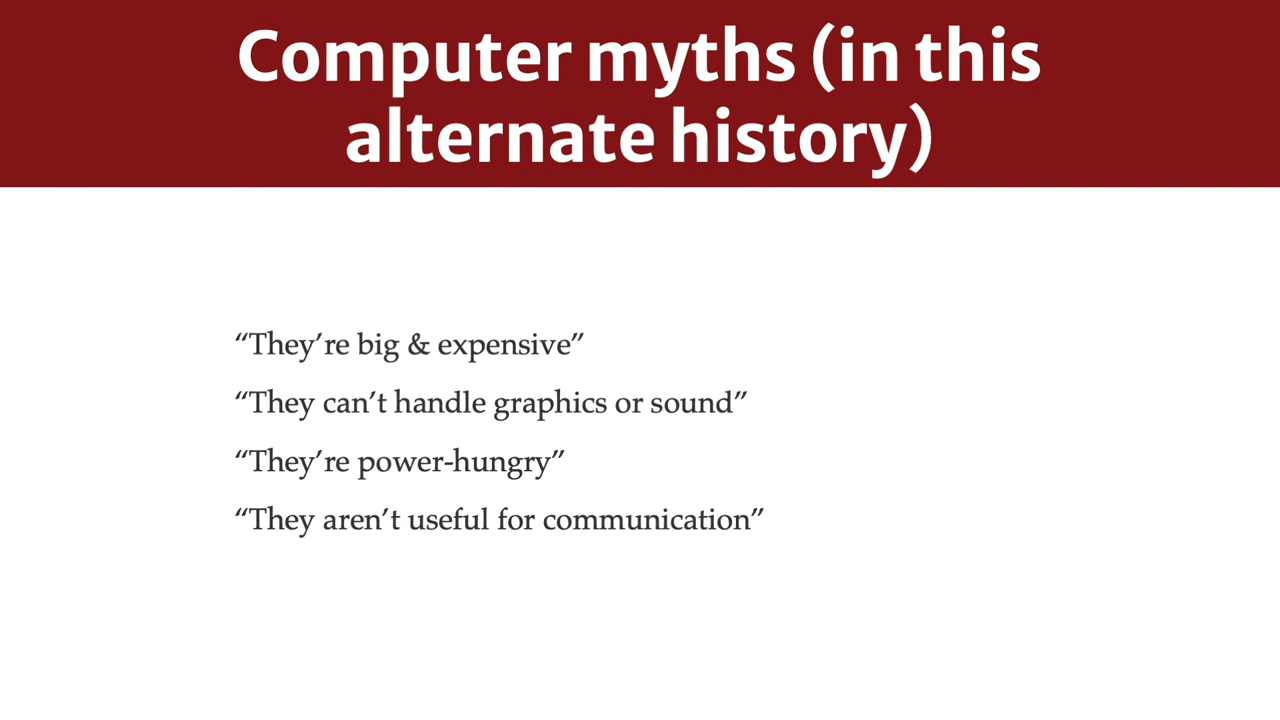 Computer myths (in this
alternate history)
“They’re big & expensive”
“They can’t handle graphics or sound”
“They’re power-hungry”
“They aren’t useful for communication”